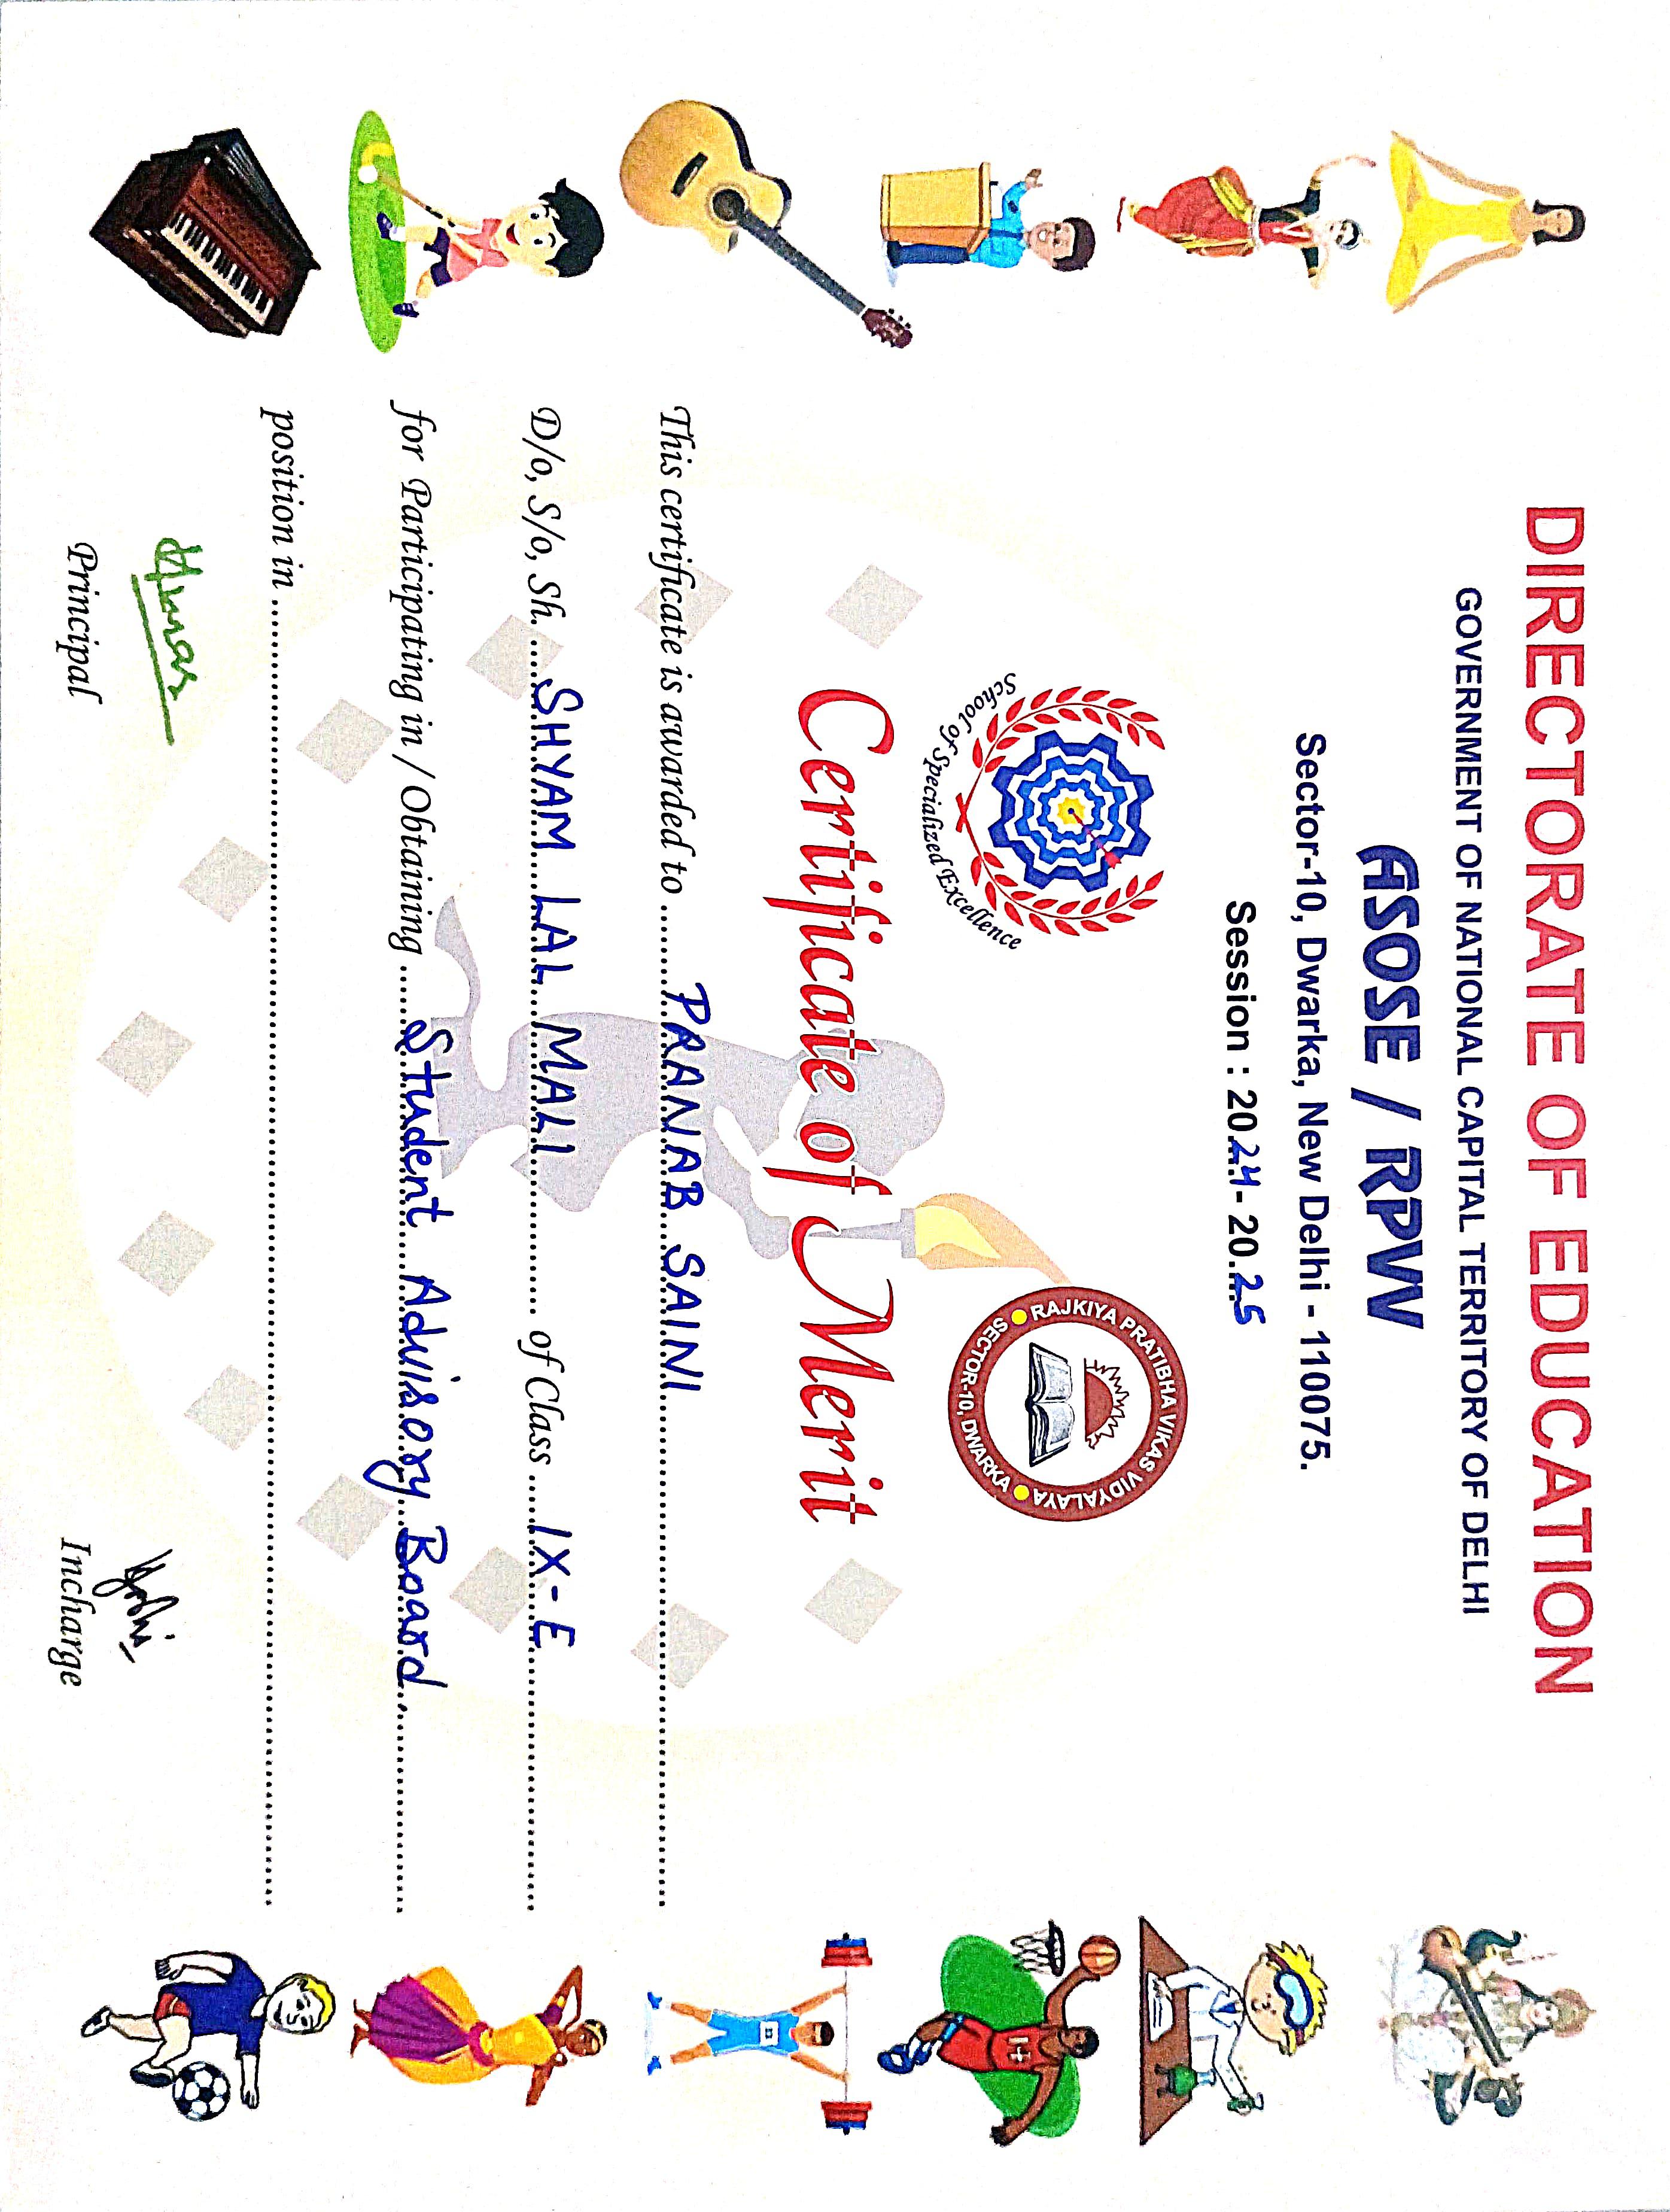 DIRECTORATE OF EDUCATION
GOVERNMENT OF NATIONAL CAPITAL TERRITORY OF DELHI
ASOSE / RPVV
Sector-10, Dwarka, New Delhi - 110075.
Session : 2024 - 2025
School of Specialized Excellence
RAJKIYA PRATIBHA VIKAS VIDYALAYA
SECTOR-10, DWARKA
14
Certificate of Merit
This certificate is awarded to PRANAB SAINI
D/o, S/o, Sh. SHYAM LAL MALI of Class IX-E
for Participating in / Obtaining Student Advisory Board.
position in
Joshi
Principal
Incharge